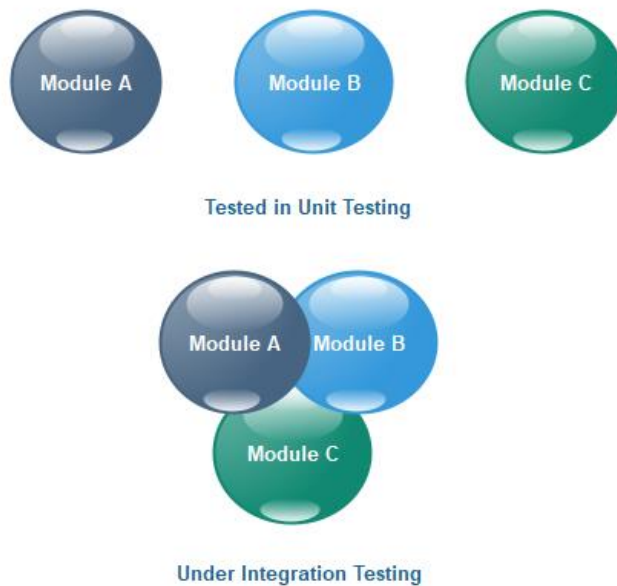 Module A
Module B
Module C
Tested in Unit Testing
Module A
Module B
Module C
Under Integration Testing